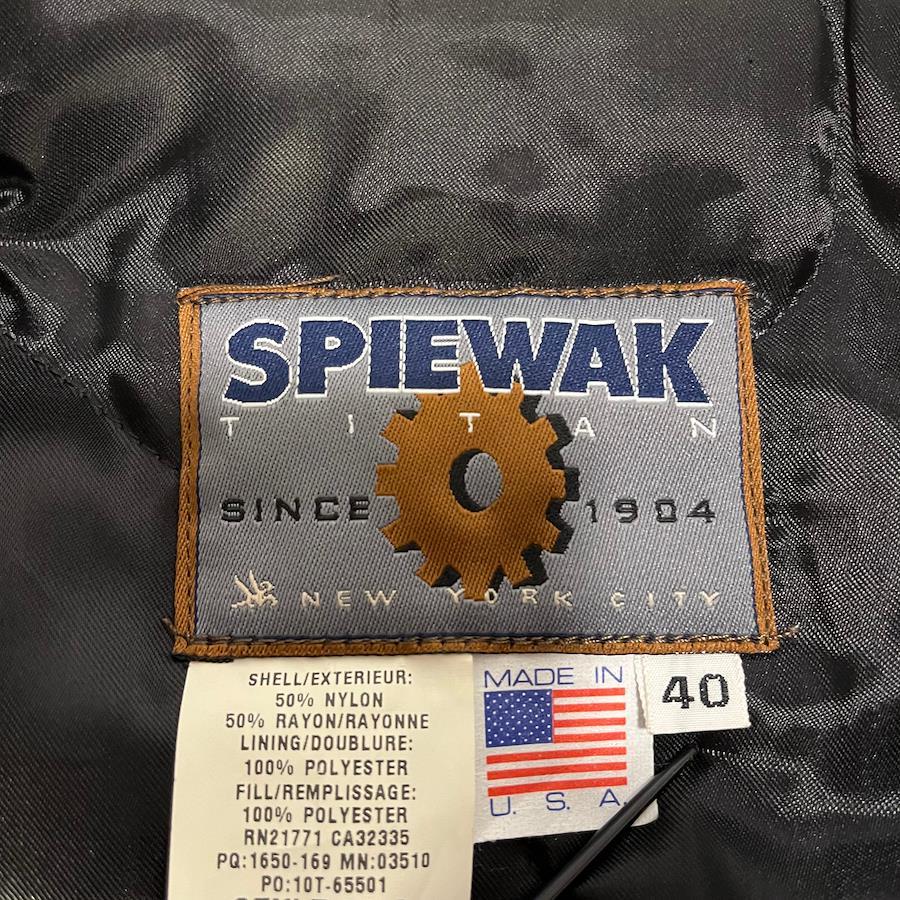 SPIEWAK
TITAN
SINCE 1904
NEW YORK CITY
SHELL/EXTERIEUR:
50% NYLON
50% RAYON/RAYONNE
LINING/DOUBLURE:
100% POLYESTER
FILL/REMPLISSAGE:
100% POLYESTER
RN21771 CA32335
PQ:1650-169 MN:03510
PO:10T-65501
MADE IN
U. S. A.
40